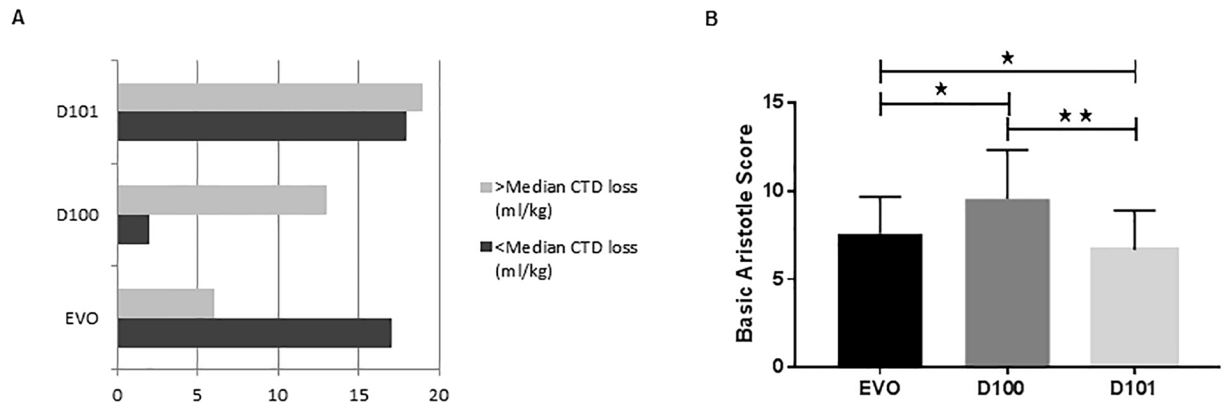 A
D101
D100
EVO
0 5 10 15 20
>Median CTD loss
(ml/kg)
<Median CTD loss
(ml/kg)
B
Basic Aristotle Score
15
10
5
0
★
★
★ ★
EVO D100 D101